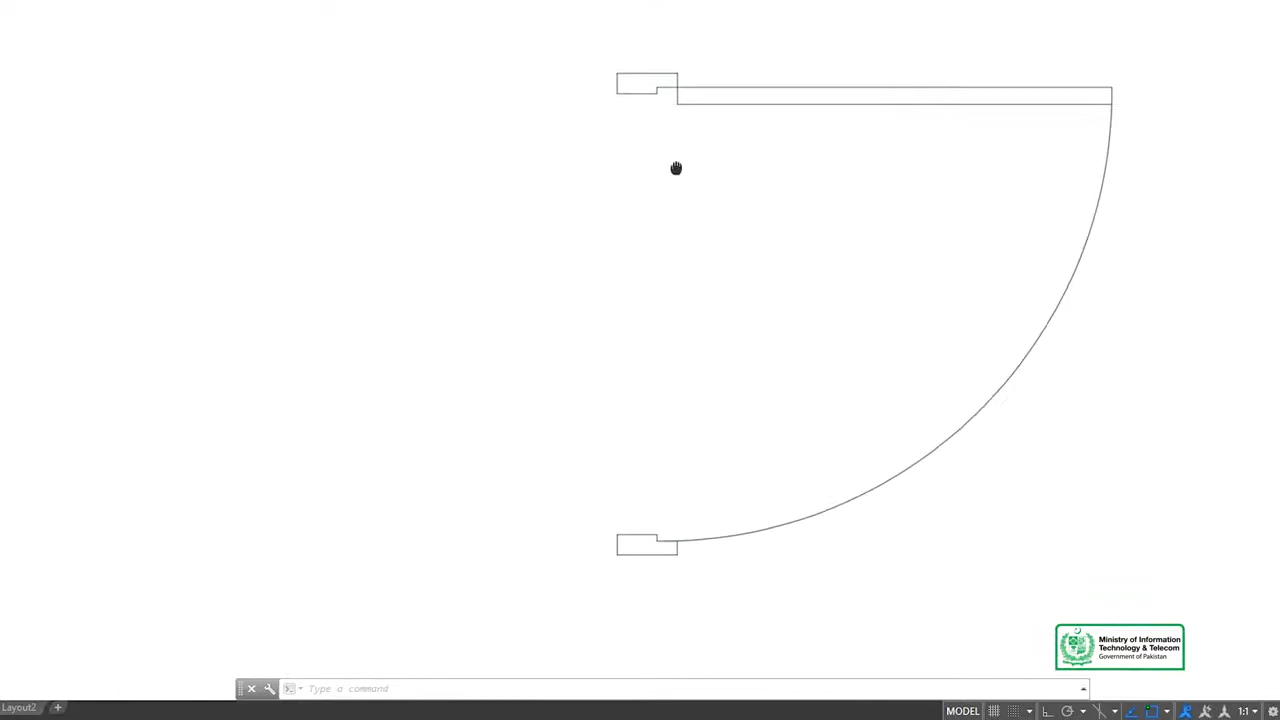 Ministry of Information
Technology & Telecom
Government of Pakistan
Type a command
Layout2
MODEL
1:1